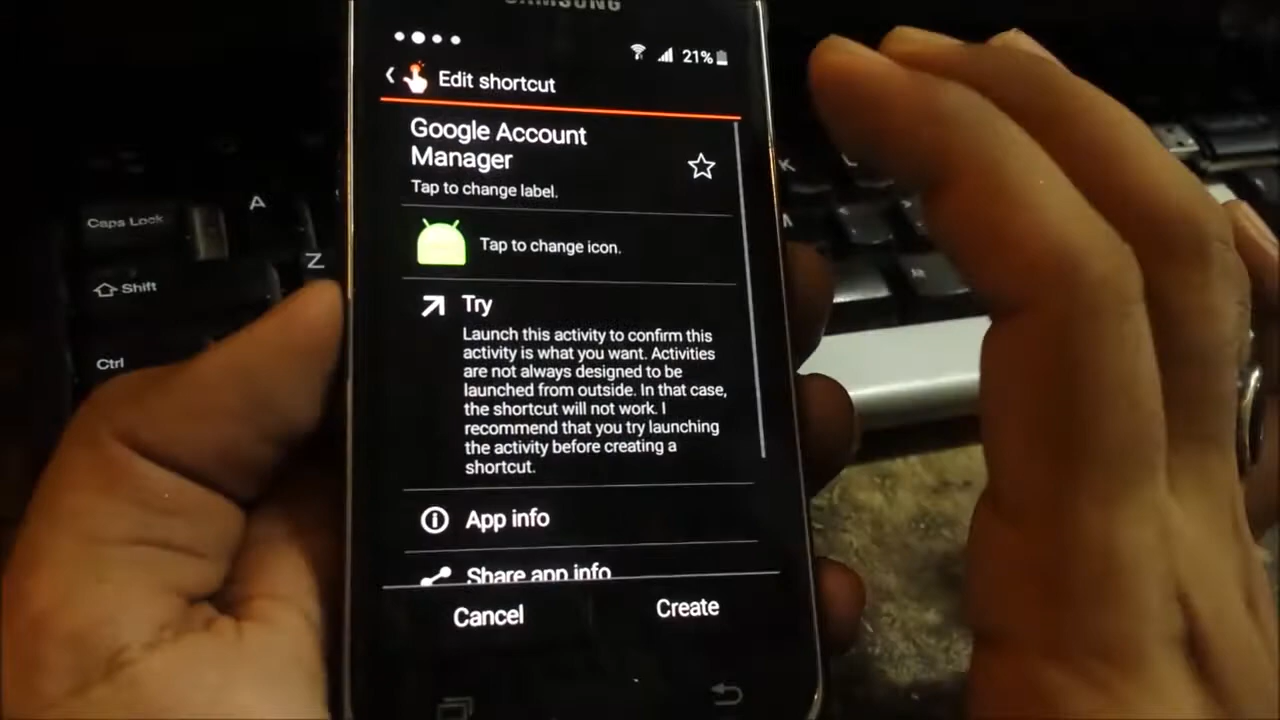 SAMSUNG
21%
Edit shortcut
Google Account
Manager
Tap to change label.
Tap to change icon.
Try
Launch this activity to confirm this
activity is what you want. Activities
are not always designed to be
launched from outside. In that case,
the shortcut will not work. I
recommend that you try launching
the activity before creating a
shortcut.
App info
Share app info
Cancel
Create
Caps Lock
A
Z
Shift
Ctrl
K
L
Alt